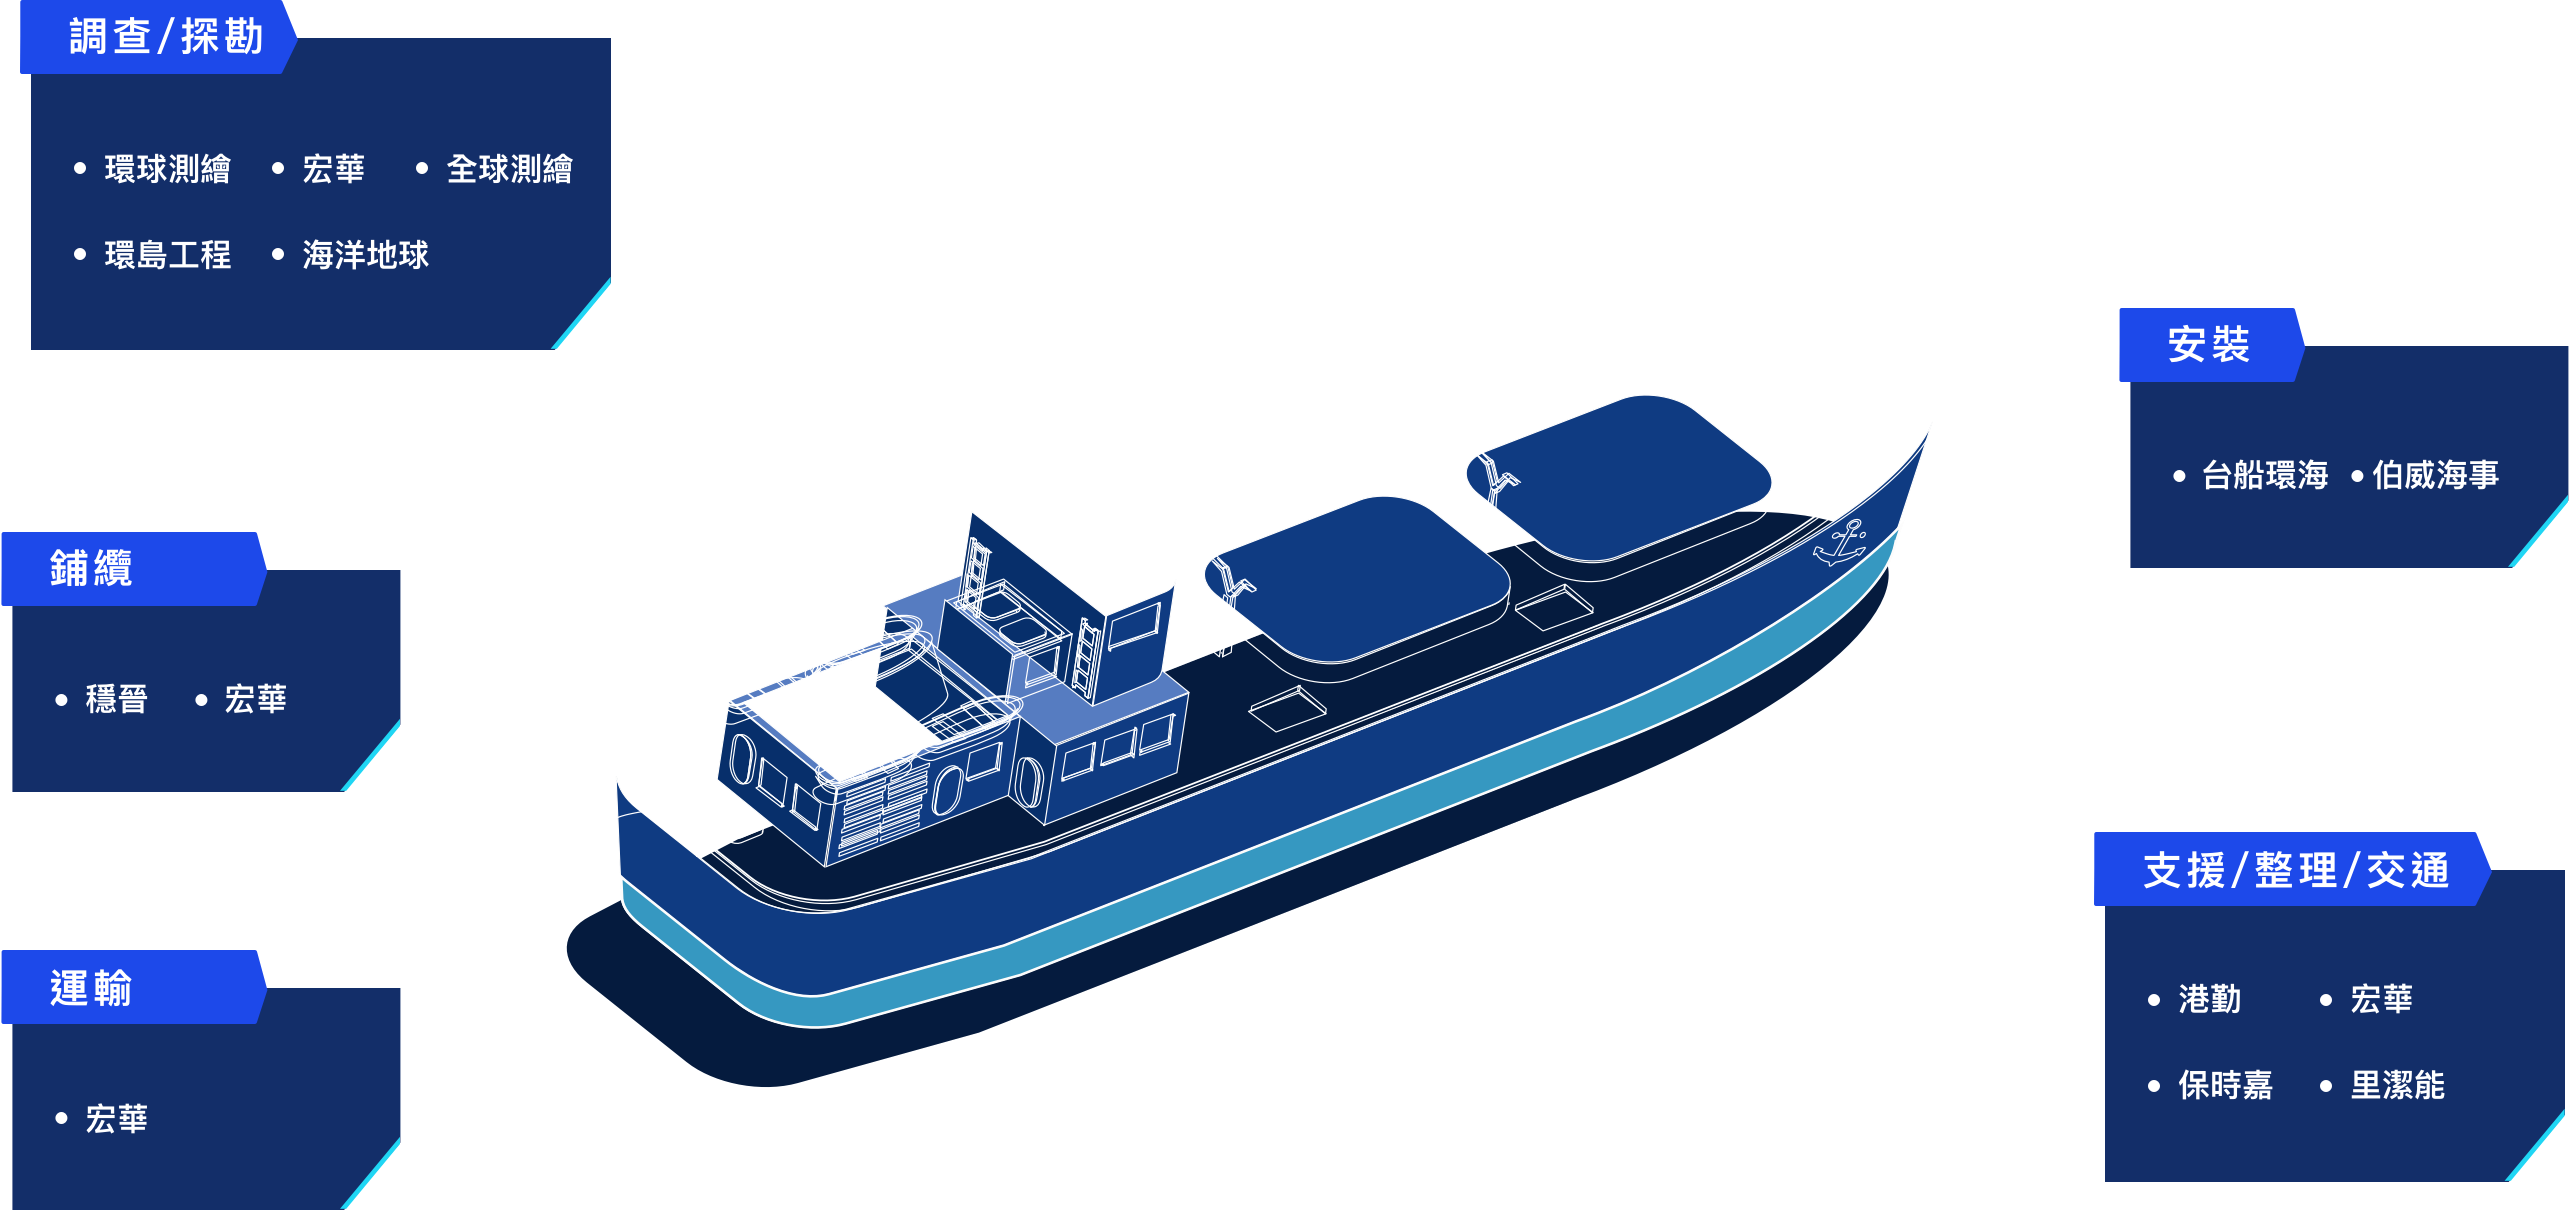 調查/探勘
• 環球測繪 • 宏華 • 全球測繪
• 環島工程 • 海洋地球
鋪纜
• 穩晉 • 宏華
運輸
• 宏華
安裝
• 台船環海 • 伯威海事
支援/整理/交通
• 港勤 • 宏華
• 保時嘉 • 里潔能